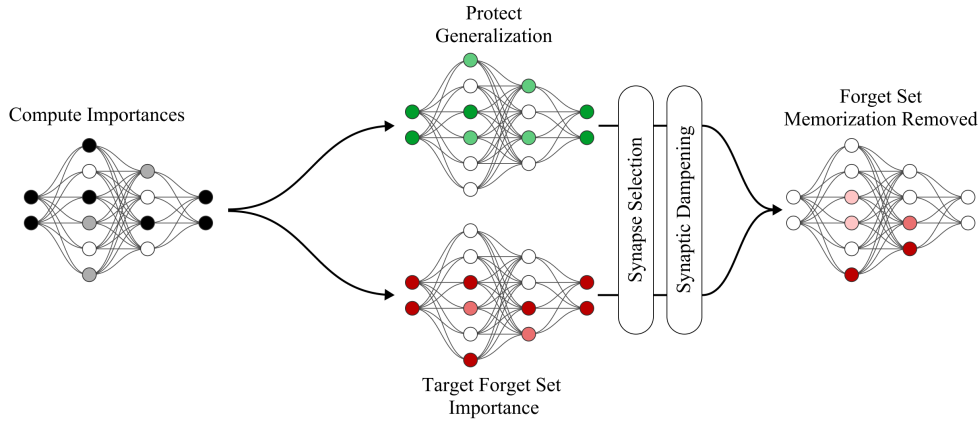 Compute Importances
Protect
Generalization
Target Forget Set
Importance
Synapse Selection
Synaptic Dampening
Forget Set
Memorization Removed